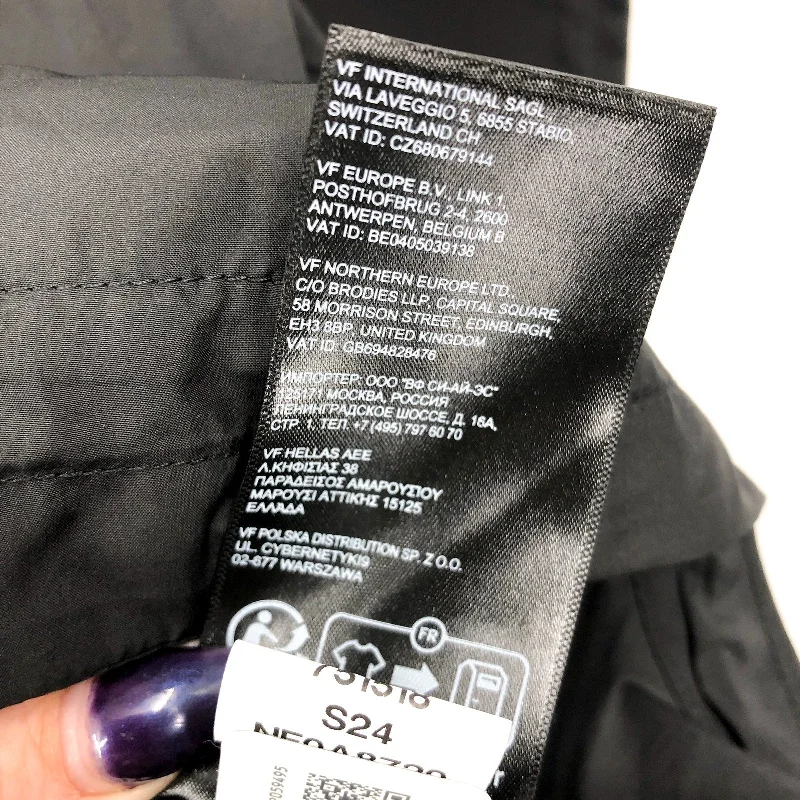 VF INTERNATIONAL SAGL
VIA LAVEGGIO 5, 6855 STABIO,
SWITZERLAND CH
VAT ID: CZ680679144
VF EUROPE B.V., LINK 1,
POSTHOFBRUG 2-4, 2600
ANTWERPEN, BELGIUM B
VAT ID: BE0405039138
VF NORTHERN EUROPE LTD.
C/O BRODIES LLP, CAPITAL SQUARE,
58 MORRISON STREET, EDINBURGH,
EH3 8BP, UNITED KINGDOM
VAT ID: GB694828476
ИМПОРТЕР: ООО "ВФ СИ-АЙ-ЭС"
125171 МОСКВА, РОССИЯ
ЛЕНИНГРАДСКОЕ ШОССЕ, Д. 16А,
СТР. 1. ТЕЛ. +7 (495) 797 60 70
VF HELLAS AEE
Λ.ΚΗΦΙΣΙΑΣ 38
ΠΑΡΑΔΕΙΣΟΣ ΑΜΑΡΟΥΣΙΟΥ
ΜΑΡΟΥΣΙ ΑΤΤΙΚΗΣ 15125
ΕΛΛΑΔΑ
VF POLSKA DISTRIBUTION SP. Z O.O.
UL. CYBERNETYKI9
02-677 WARSZAWA
FR
731318
S24